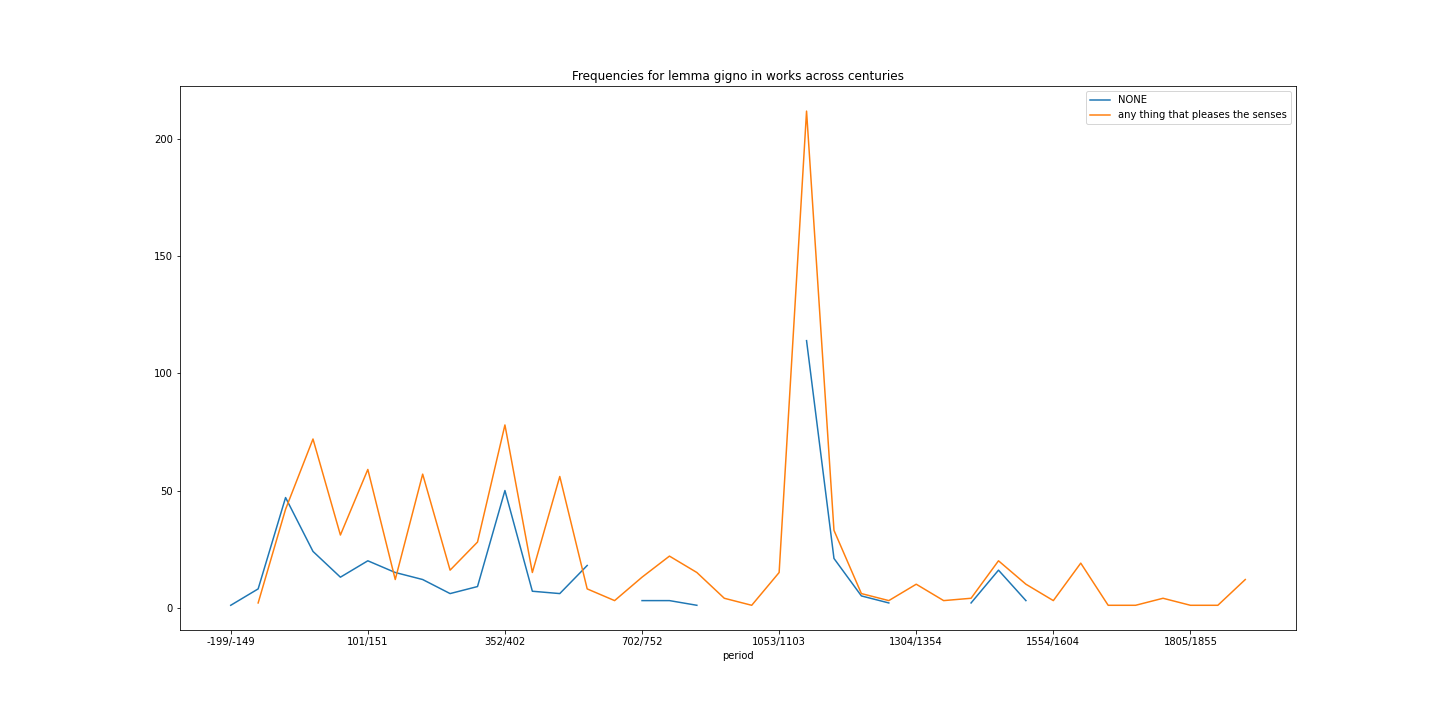 Frequencies for lemma gigno in works across centuries
NONE
any thing that pleases the senses
200
150
100
50
0
-199/-149 101/151 352/402 702/752 1053/1103 1304/1354 1554/1604 1805/1855
period